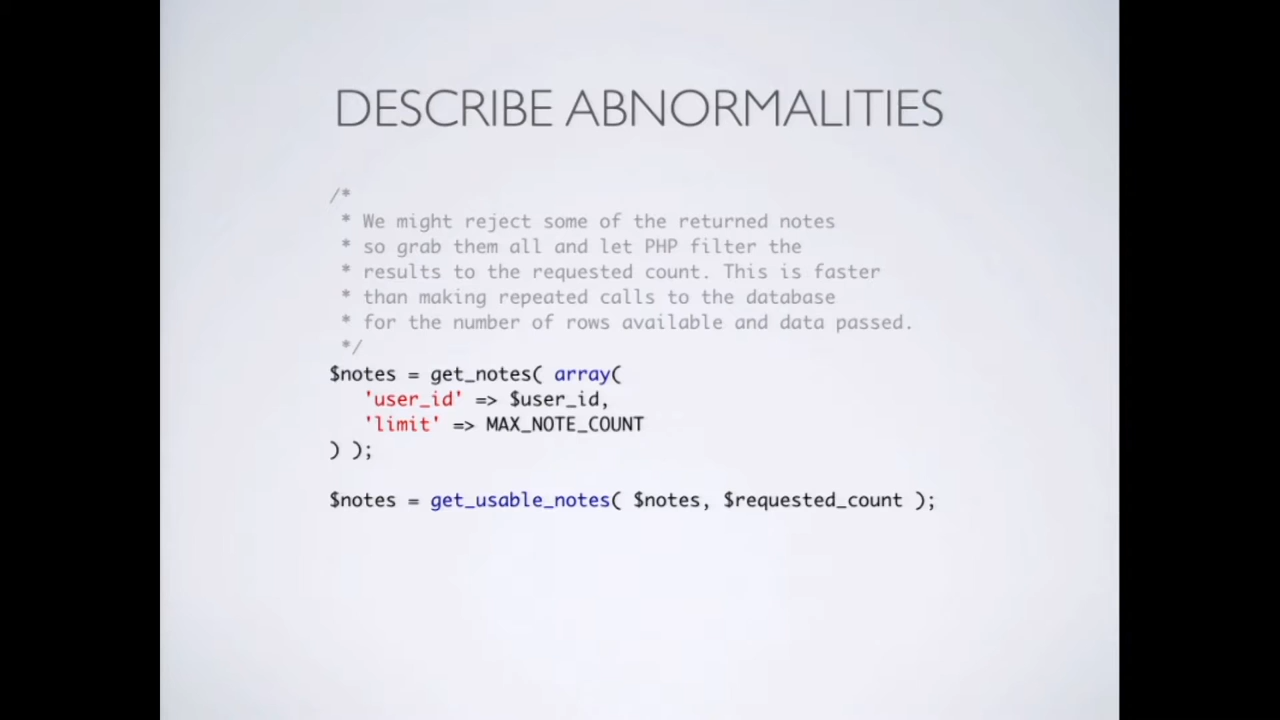 DESCRIBE ABNORMALITIES
/*
 * We might reject some of the returned notes
 * so grab them all and let PHP filter the
 * results to the requested count. This is faster
 * than making repeated calls to the database
 * for the number of rows available and data passed.
 */
$notes = get_notes( array(
   'user_id' => $user_id,
   'limit' => MAX_NOTE_COUNT
) );
$notes = get_usable_notes( $notes, $requested_count );